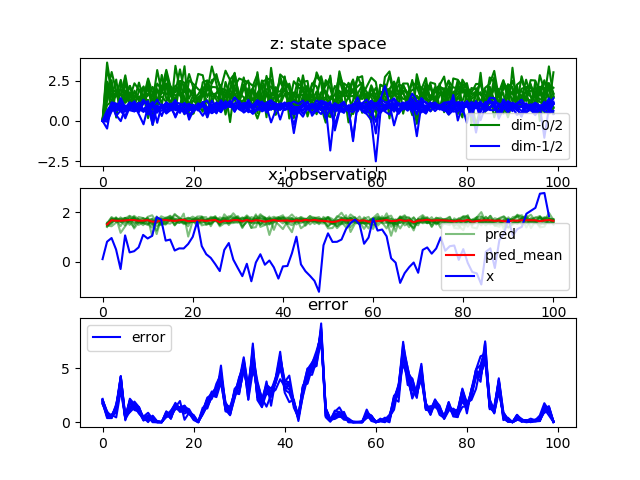 z: state space
2.5
0.0
−2.5
dim-0/2
dim-1/2
0
20
40
60
80
100
x: observation
2
0
pred
pred_mean
x
0
20
40
60
80
100
error
5
0
error
0
20
40
60
80
100